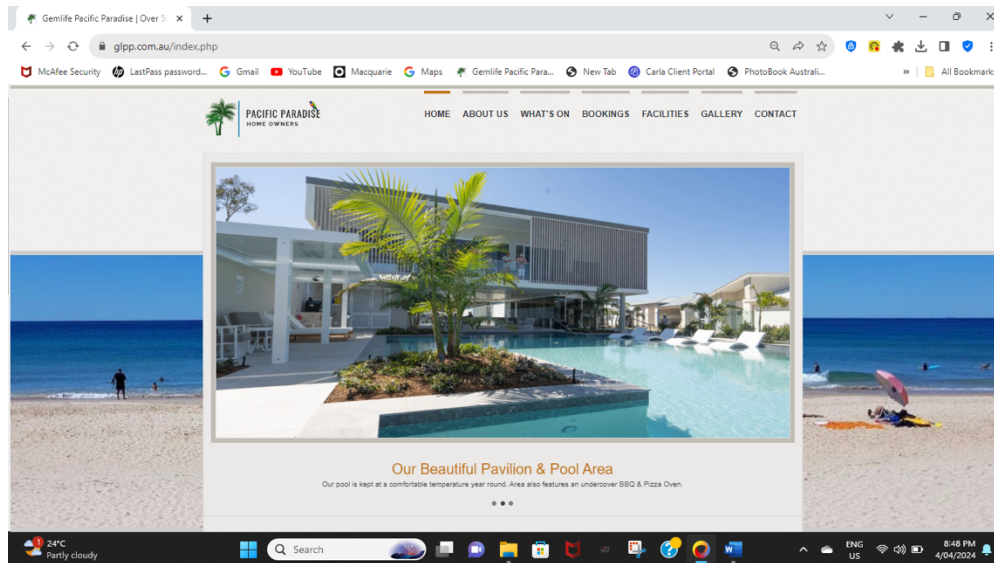 Gemlife Pacific Paradise | Over 5
glpp.com.au/index.php
McAfee Security LastPass password... Gmail YouTube Macquarie Maps Gemlife Pacific Para... New Tab Carla Client Portal PhotoBook Australi... » All Bookmarks
PACIFIC PARADISE
HOME OWNERS
HOME ABOUT US WHAT'S ON BOOKINGS FACILITIES GALLERY CONTACT
Our Beautiful Pavilion & Pool Area
Our pool is kept at a comfortable temperature year round. Area also features an undercover BBQ & Pizza Oven.
1
24°C
Partly cloudy
Search
ENG
US
8:48 PM
4/04/2024